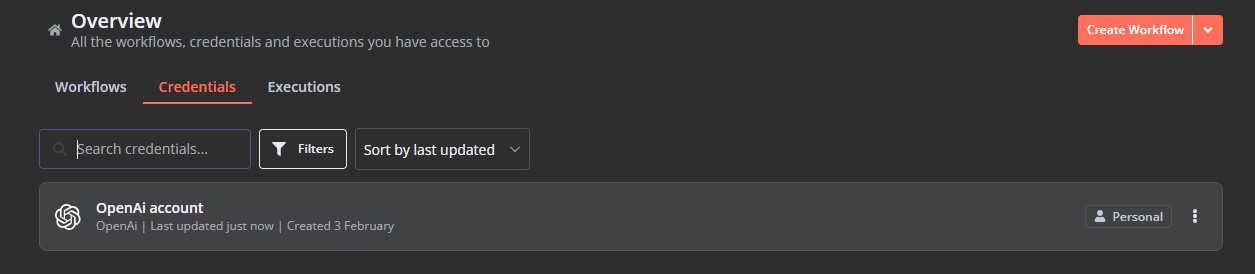 Overview
All the workflows, credentials and executions you have access to
Create Workflow
Workflows Credentials Executions
Search credentials... Filters Sort by last updated
OpenAi account
OpenAi | Last updated just now | Created 3 February
Personal